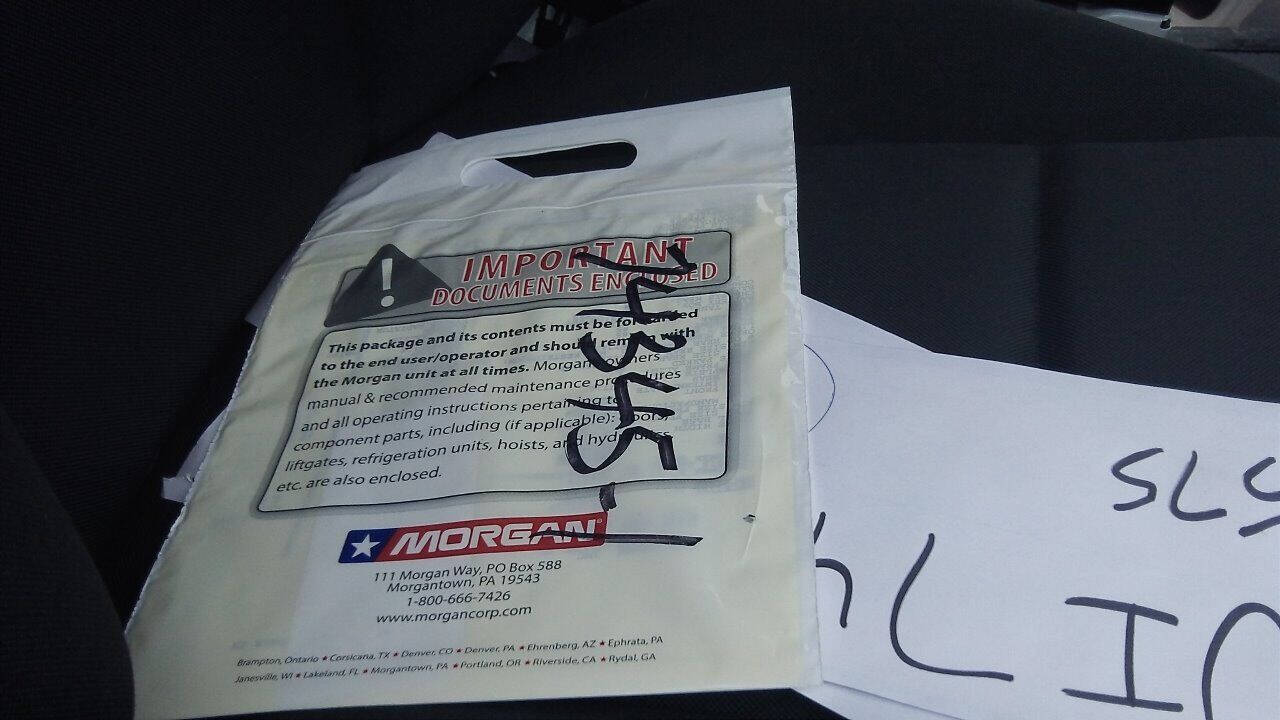 !
IMPORTANT
DOCUMENTS ENCLOSED
This package and its contents must be forwarded
to the end user/operator and should remain with
the Morgan unit at all times. Morgan owners
manual & recommended maintenance procedures
and all operating instructions pertaining to
component parts, including (if applicable): doors,
liftgates, refrigeration units, hoists, and hydraulics
etc. are also enclosed.
MORGAN®
111 Morgan Way, PO Box 588
Morgantown, PA 19543
1-800-666-7426
www.morgancorp.com
Brampton, Ontario ★ Corsicana, TX ★ Denver, CO ★ Denver, PA ★ Ehrenberg, AZ ★ Ephrata, PA
Janesville, WI ★ Lakeland, FL ★ Morgantown, PA ★ Portland, OR ★ Riverside, CA ★ Rydal, GA